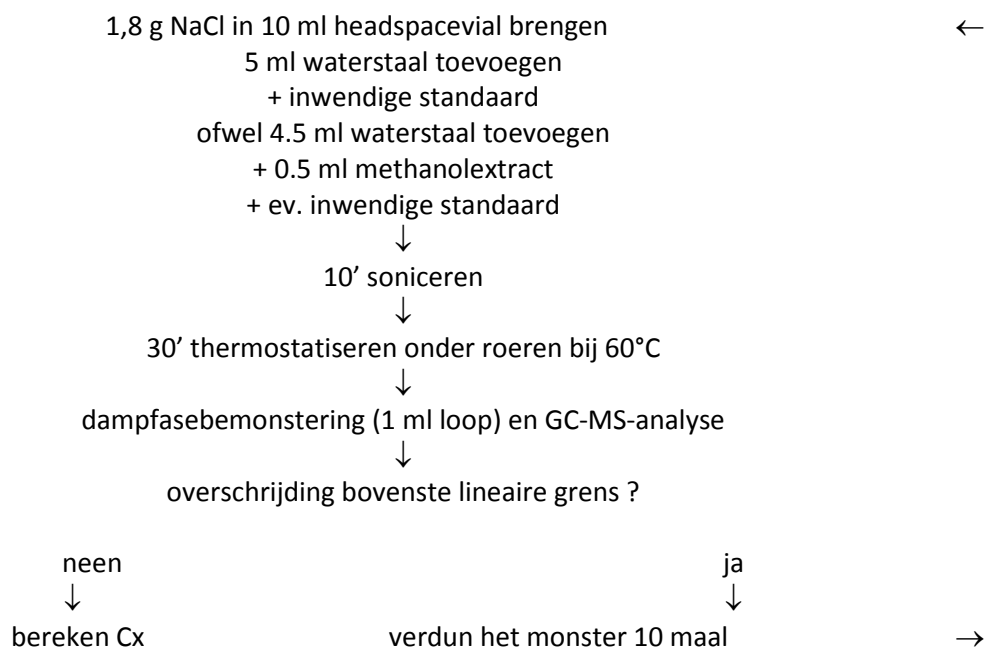 1,8 g NaCl in 10 ml headspacevial brengen ←
5 ml waterstaal toevoegen
+ inwendige standaard
ofwel 4.5 ml waterstaal toevoegen
+ 0.5 ml methanolextract
+ ev. inwendige standaard
↓
10’ soniceren
↓
30’ thermostatiseren onder roeren bij 60°C
↓
dampfasebemonstering (1 ml loop) en GC-MS-analyse
↓
overschrijding bovenste lineaire grens ?
neen ja
↓ ↓
bereken Cx verdun het monster 10 maal →